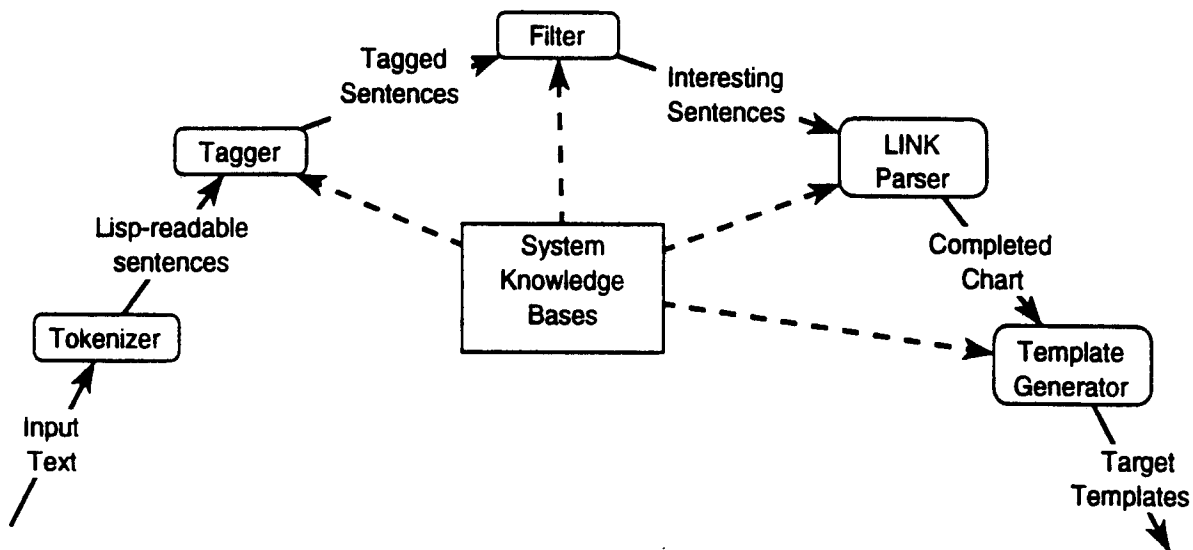 Filter
Tagged
Sentences
Interesting
Sentences
Tagger
LINK
Parser
Lisp-readable
sentences
System
Knowledge
Bases
Completed
Chart
Tokenizer
Template
Generator
Input
Text
Target
Templates